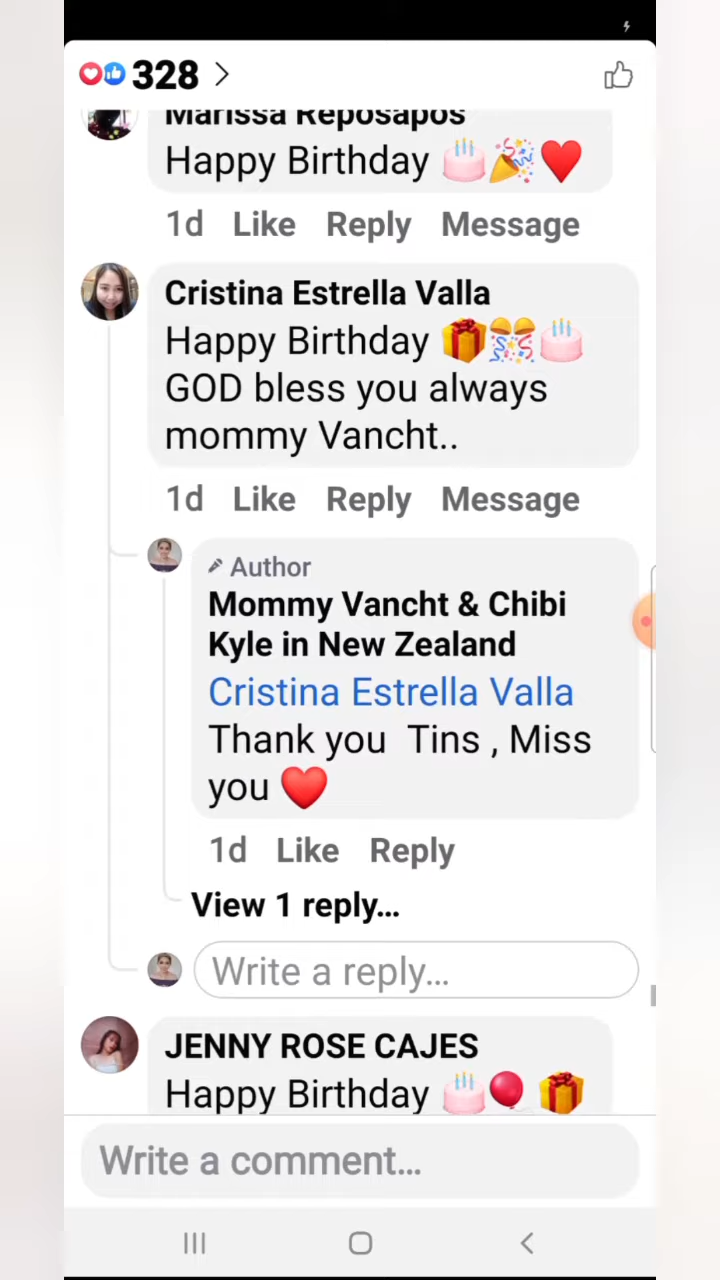 328
Marissa Reposapos
Happy Birthday 🎂🎉❤️
1d Like Reply Message
Cristina Estrella Valla
Happy Birthday 🎁🎊🎂
GOD bless you always
mommy Vancht..
1d Like Reply Message
Author
Mommy Vancht & Chibi
Kyle in New Zealand
Cristina Estrella Valla
Thank you Tins , Miss
you ❤️
1d Like Reply
View 1 reply...
Write a reply...
JENNY ROSE CAJES
Happy Birthday 🎂🎈🎁
Write a comment...